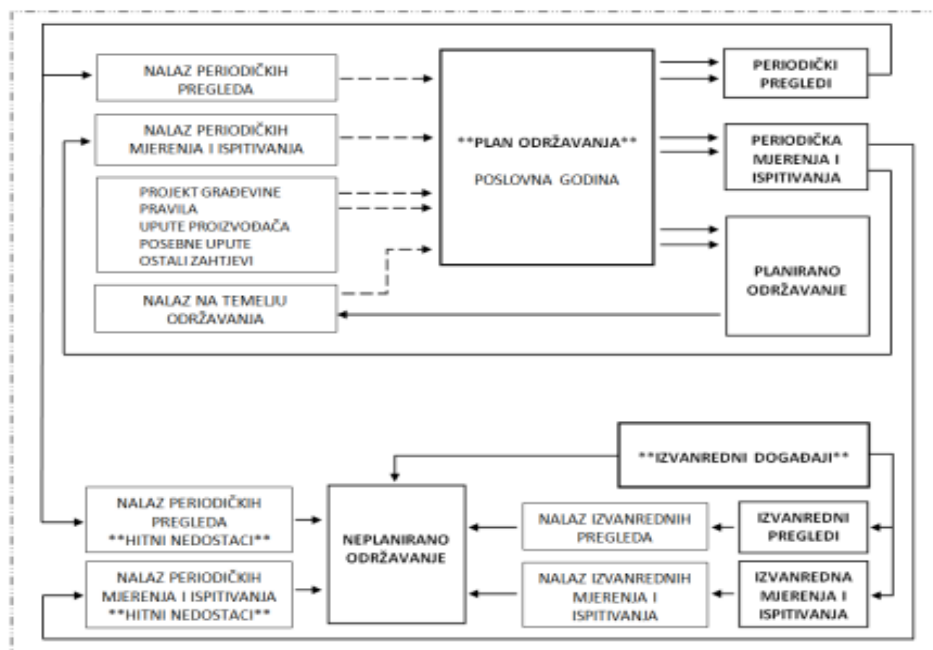 NALAZ PERIODIČKIH
PREGLEDA
NALAZ PERIODIČKIH
MJERENJA I ISPITIVANJA
PROJEKT GRAĐEVINE
PRAVILA
UPUTE PROIZVOĐAČA
POSEBNE UPUTE
OSTALI ZAHTJEVI
NALAZ NA TEMELJU
ODRŽAVANJA
**PLAN ODRŽAVANJA**
POSLOVNA GODINA
PERIODIČKI
PREGLEDI
PERIODIČKA
MJERENJA I
ISPITIVANJA
PLANIRANO
ODRŽAVANJE
**IZVANREDNI DOGAĐAJI**
NALAZ PERIODIČKIH
PREGLEDA
**HITNI NEDOSTACI**
NALAZ PERIODIČKIH
MJERENJA I ISPITIVANJA
**HITNI NEDOSTACI**
NEPLANIRANO
ODRŽAVANJE
NALAZ IZVANREDNIH
PREGLEDA
NALAZ IZVANREDNIH
MJERENJA I
ISPITIVANJA
IZVANREDNI
PREGLEDI
IZVANREDNA
MJERENJA I
ISPITIVANJA